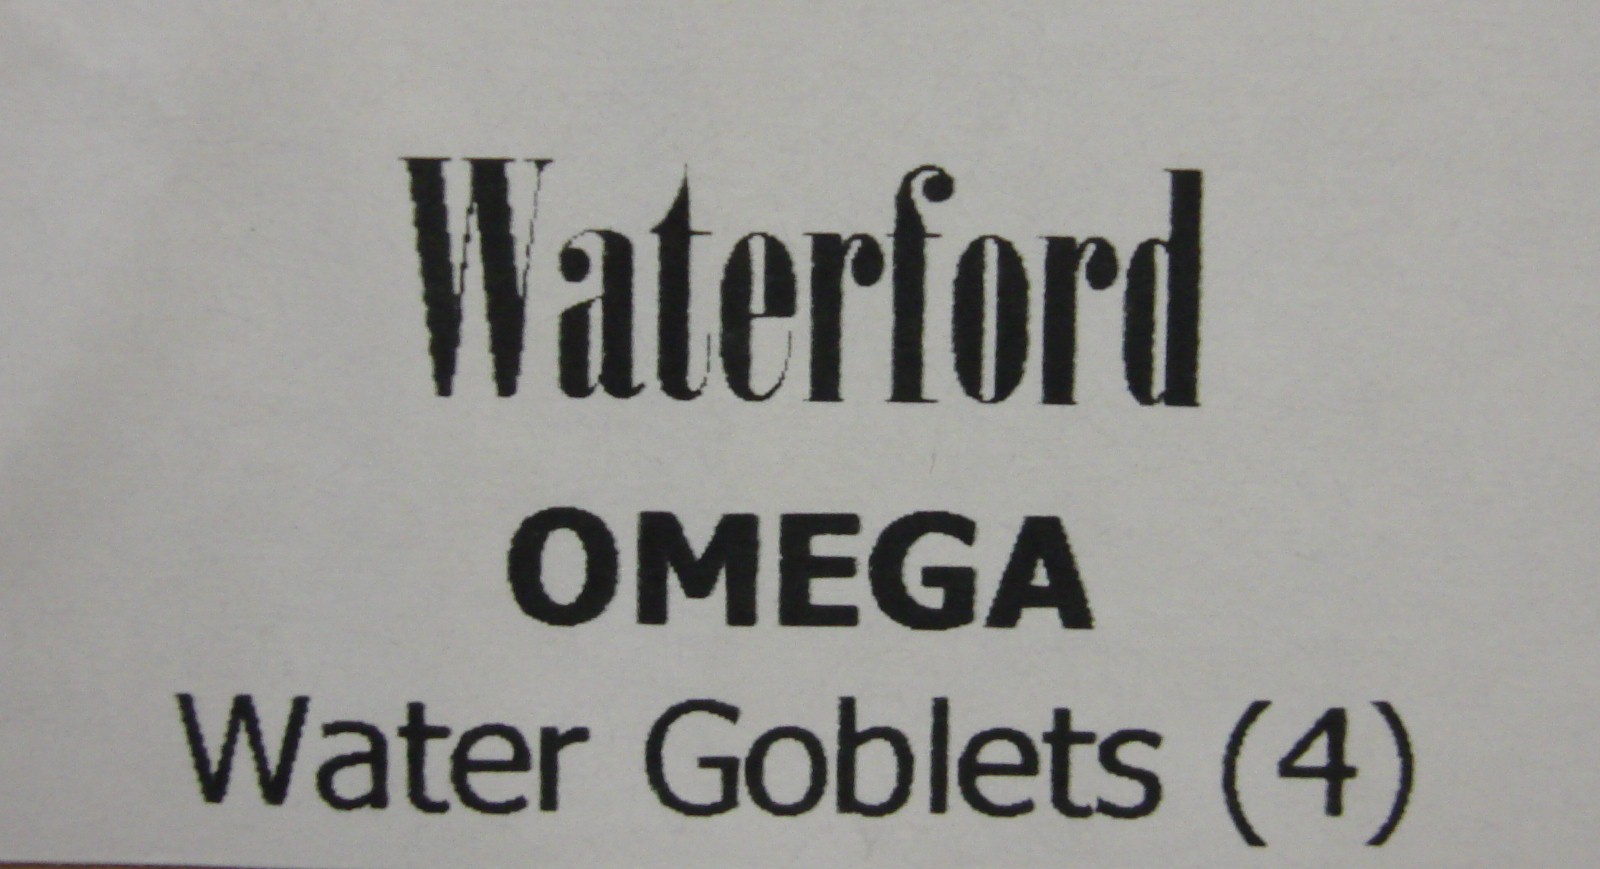 Waterford
OMEGA
Water Goblets (4)